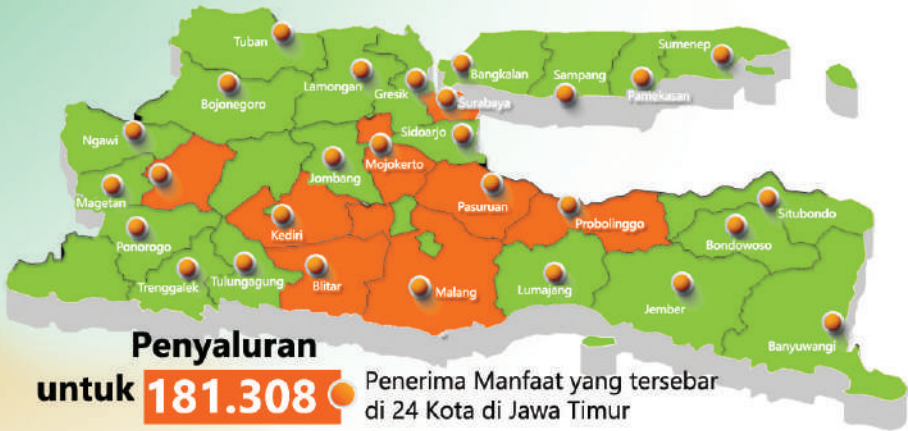 Tuban
Sumenep
Bangkalan
Lamongan
Gresik
Sampang
Pamekasan
Bojonegoro
Surabaya
Ngawi
Sidoarjo
Mojokerto
Jombang
Magetan
Pasuruan
Situbondo
Probolinggo
Kediri
Ponorogo
Bondowoso
Trenggalek
Tulungagung
Blitar
Malang
Lumajang
Jember
Banyuwangi
Penyaluran
untuk 181.308
Penerima Manfaat yang tersebar
di 24 Kota di Jawa Timur